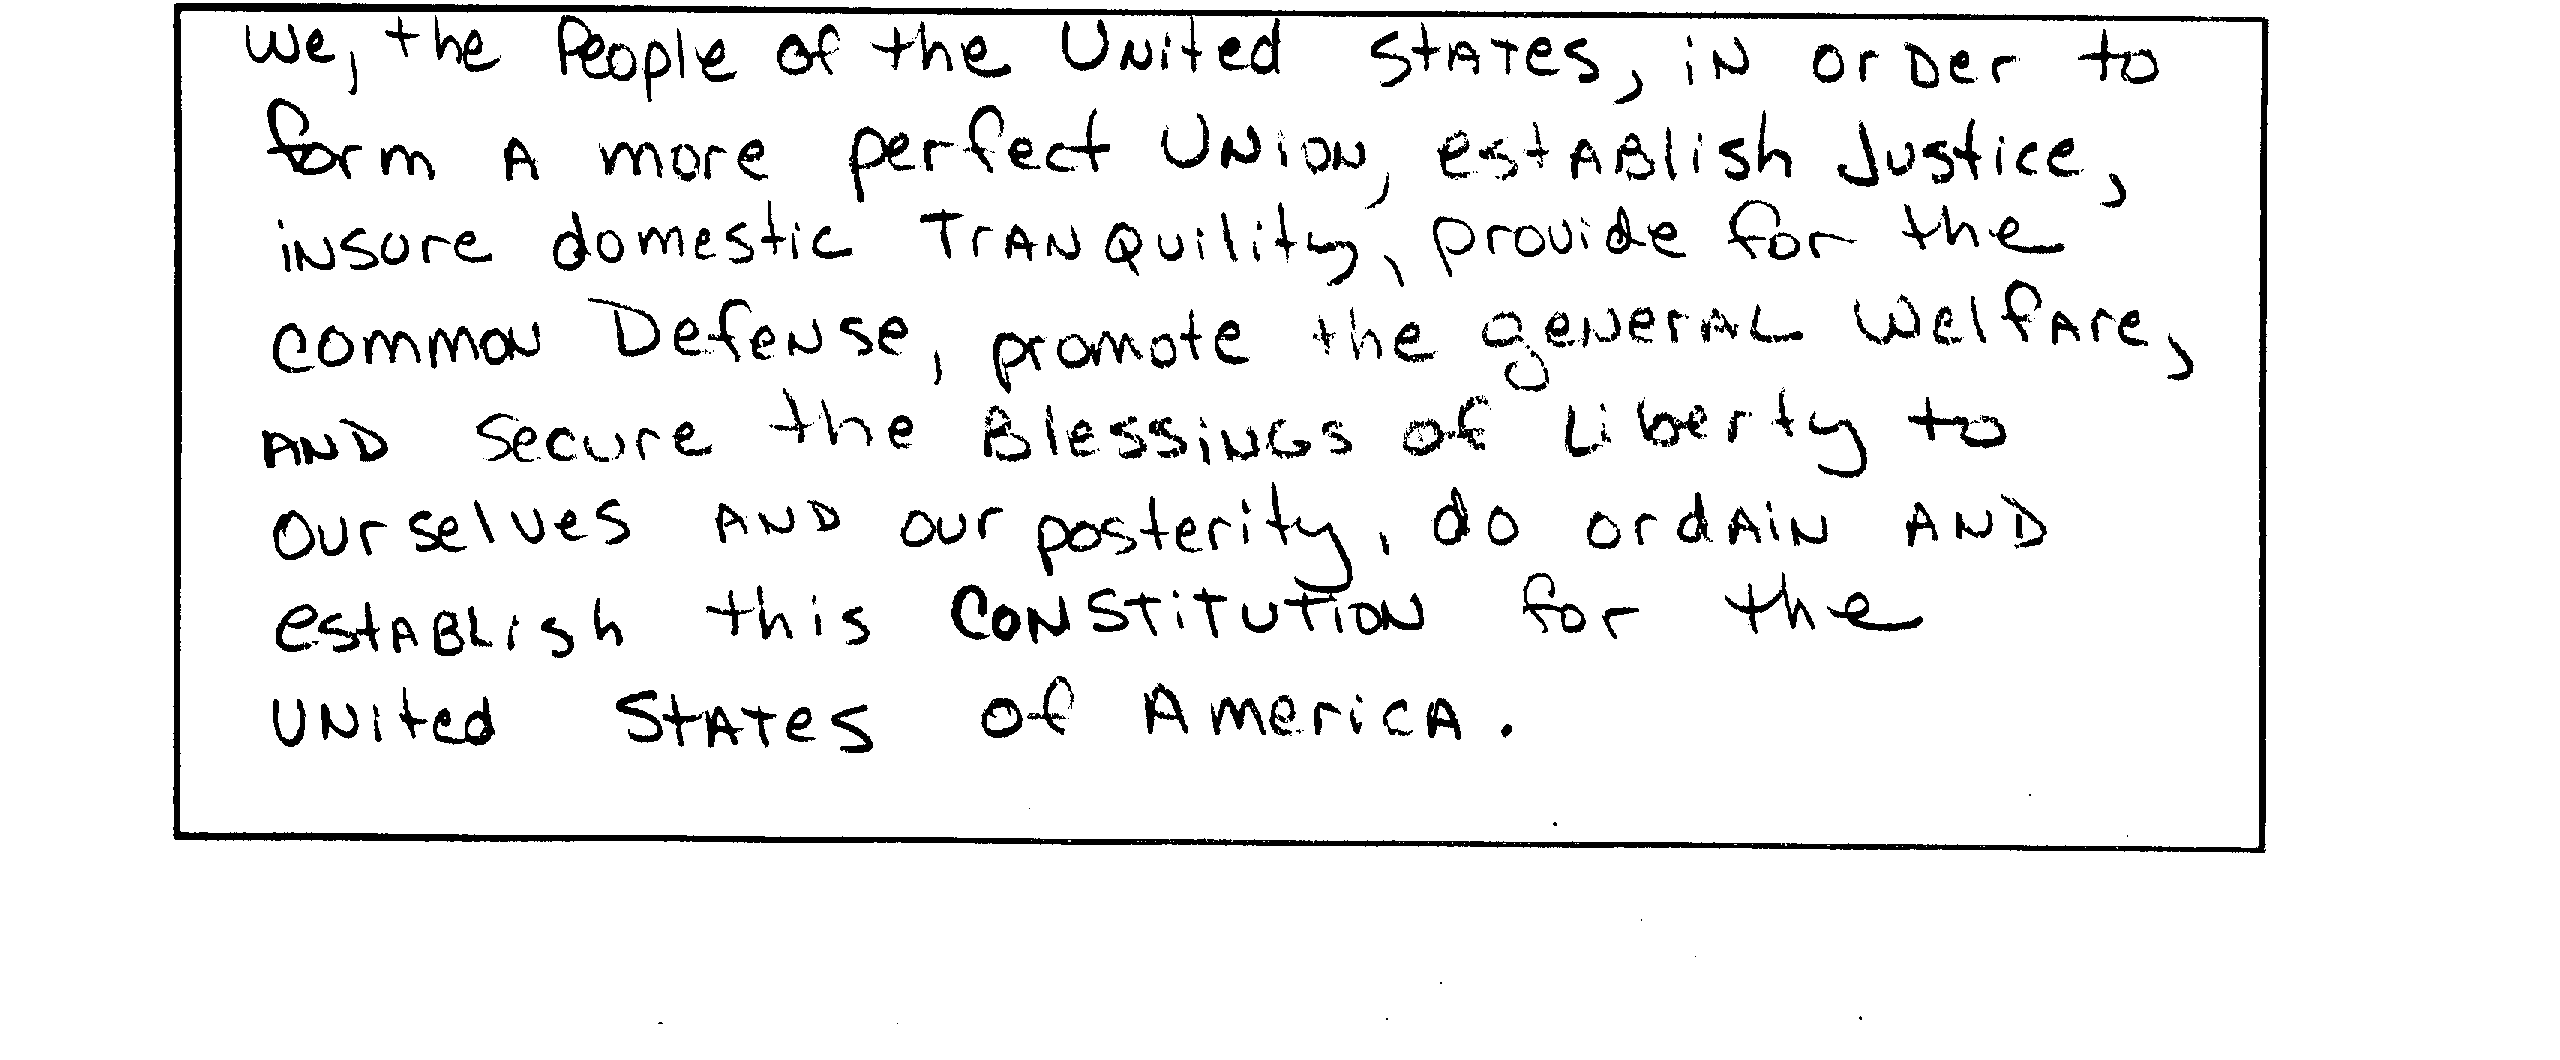 We, the People of the United States, in order to
form a more perfect Union, establish Justice,
insure domestic Tranquility, provide for the
common Defense, promote the general Welfare,
and secure the Blessings of Liberty to
ourselves and our posterity, do ordain and
establish this CONSTITUTION for the
United States of America.